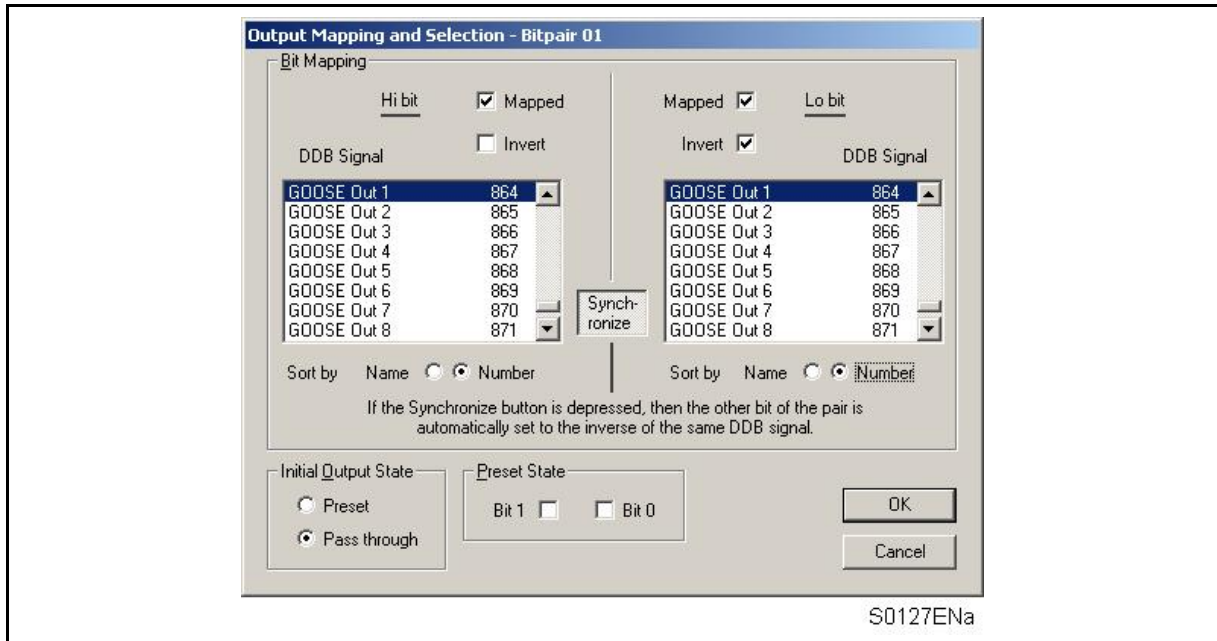 Output Mapping and Selection - Bitpair 01
Bit Mapping
Hi bit Mapped Mapped Lo bit
Invert Invert
DDB Signal DDB Signal
GOOSE Out 1 864 GOOSE Out 1 864
GOOSE Out 2 865 GOOSE Out 2 865
GOOSE Out 3 866 GOOSE Out 3 866
GOOSE Out 4 867 GOOSE Out 4 867
GOOSE Out 5 868 GOOSE Out 5 868
GOOSE Out 6 869 GOOSE Out 6 869
GOOSE Out 7 870 GOOSE Out 7 870
GOOSE Out 8 871 GOOSE Out 8 871
Synch-
ronize
Sort by Name Number Sort by Name Number
If the Synchronize button is depressed, then the other bit of the pair is
automatically set to the inverse of the same DDB signal.
Initial Output State Preset State
Preset Bit 1 Bit 0 OK
Pass through Cancel
S0127ENa